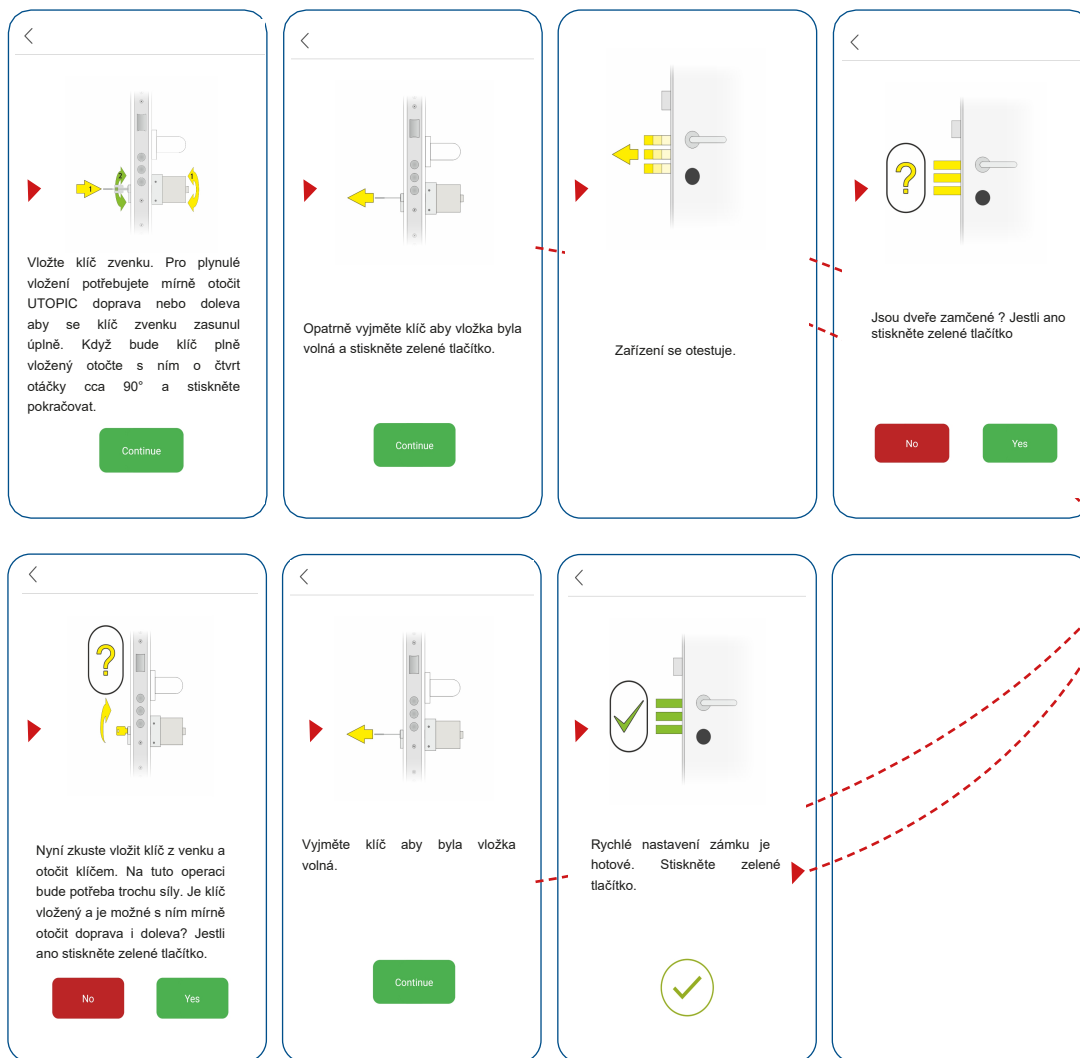 1
2
1
Vložte klíč zvenku. Pro plynulé
vložení potřebujete mírně otočit
UTOPIC doprava nebo doleva
aby se klíč zvenku zasunul
úplně. Když bude klíč plně
vložený otočte s ním o čtvrt
otáčky cca 90° a stiskněte
pokračovat.
Continue
Opatrně vyjměte klíč aby vložka byla
volná a stiskněte zelené tlačítko.
Continue
Zařízení se otestuje.
?
Jsou dveře zamčené ? Jestli ano
stiskněte zelené tlačítko
No
Yes
?
Nyní zkuste vložit klíč z venku a
otočit klíčem. Na tuto operaci
bude potřeba trochu síly. Je klíč
vložený a je možné s ním mírně
otočit doprava i doleva? Jestli
ano stiskněte zelené tlačítko.
No
Yes
Vyjměte klíč aby byla vložka
volná.
Continue
Rychlé nastavení zámku je
hotové. Stiskněte zelené
tlačítko.